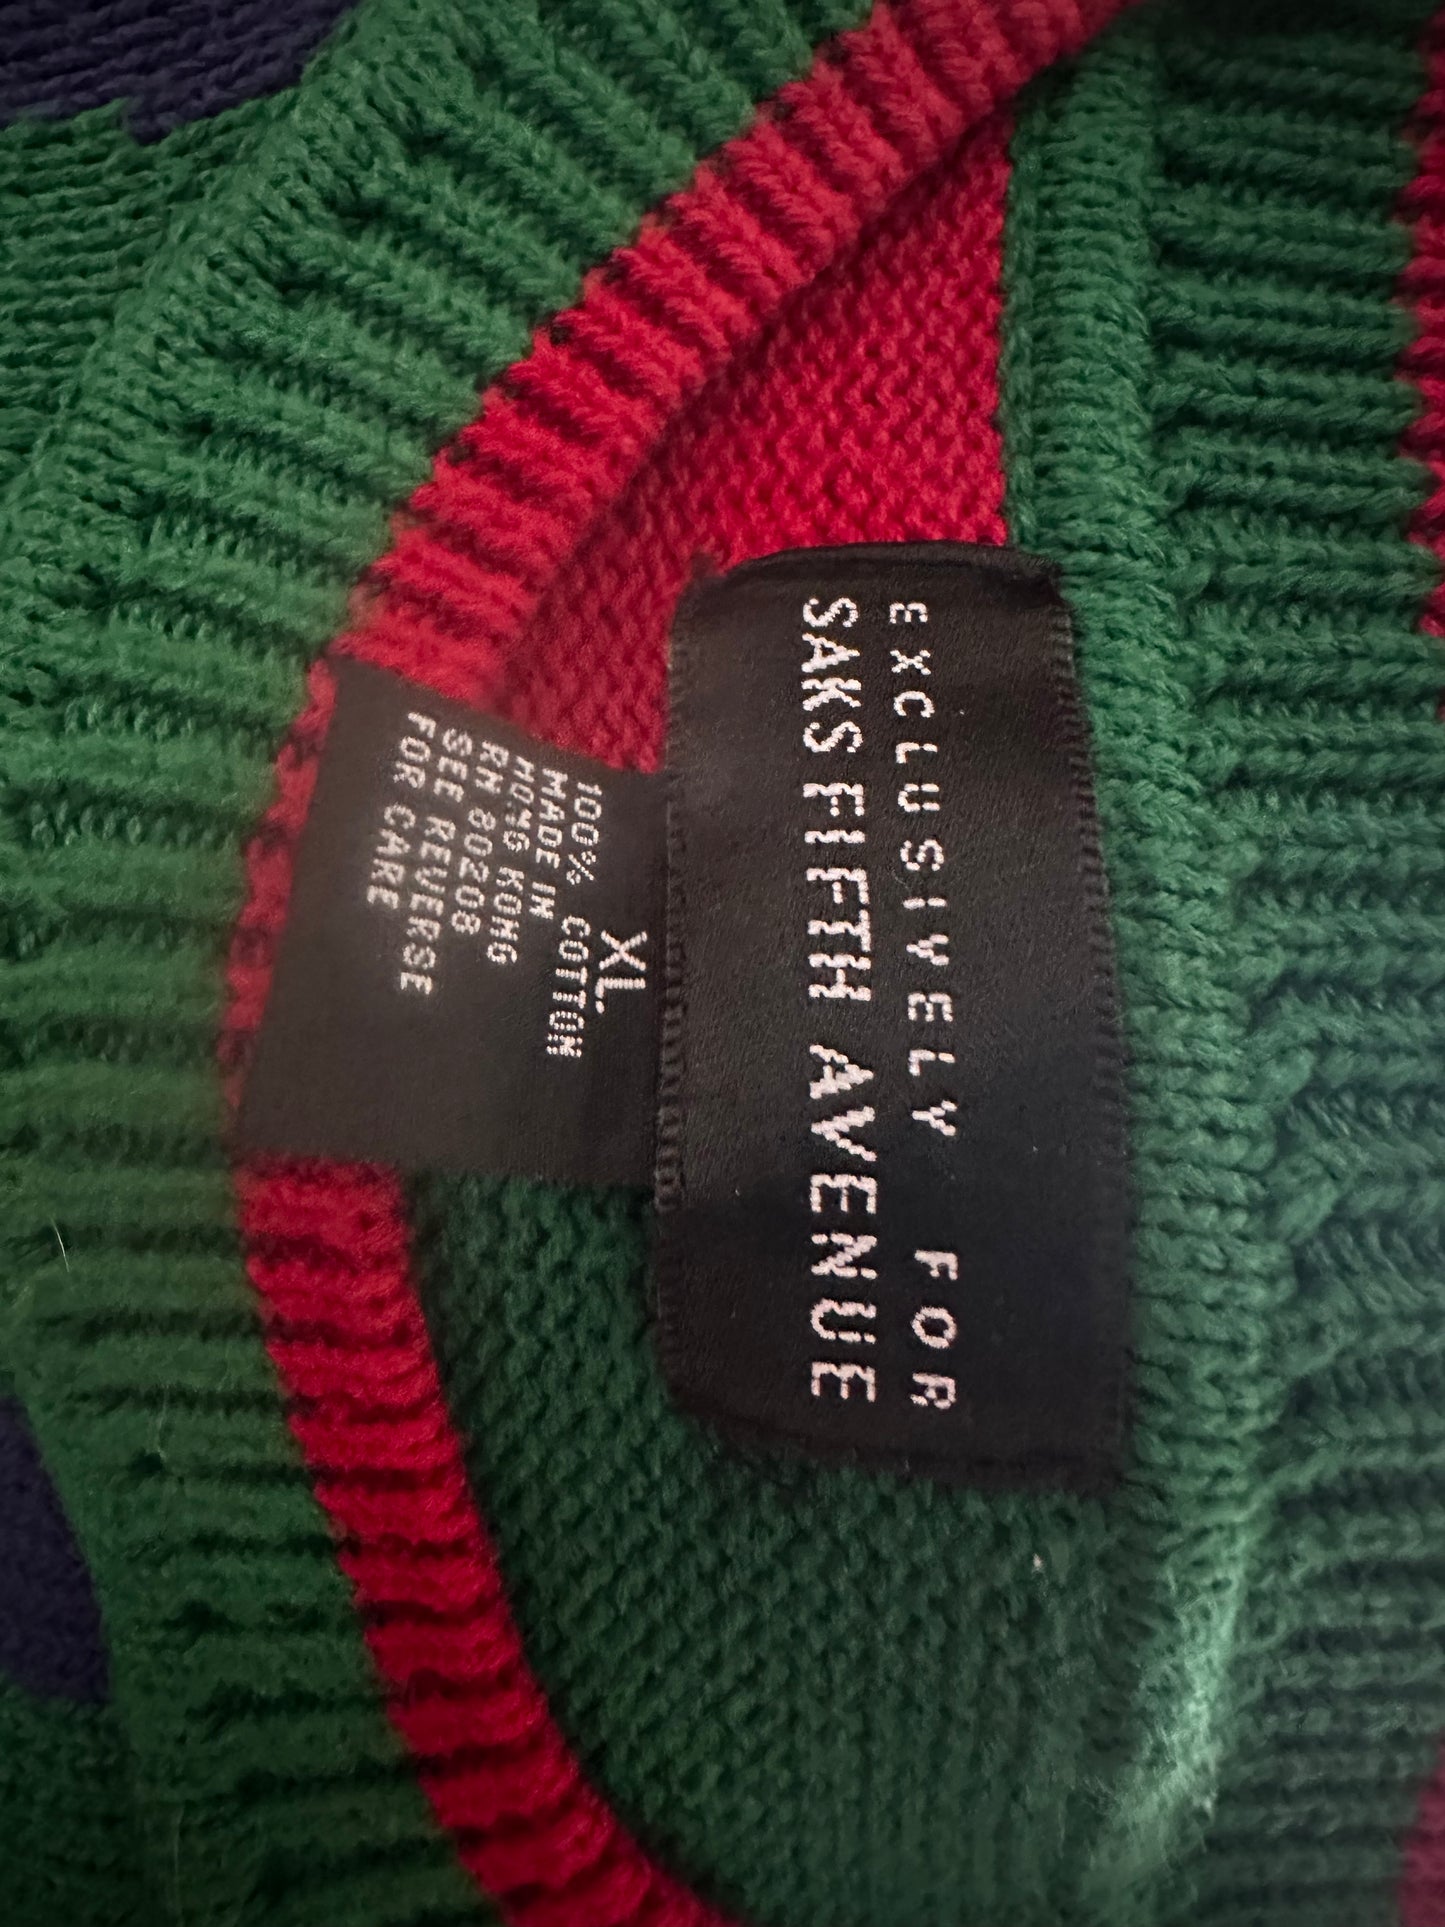 EXCLUSIVELY FOR
SAKS FIFTH AVENUE
XL
100% COTTON
MADE IN
HONG KONG
RN 80208
SEE REVERSE
FOR CARE